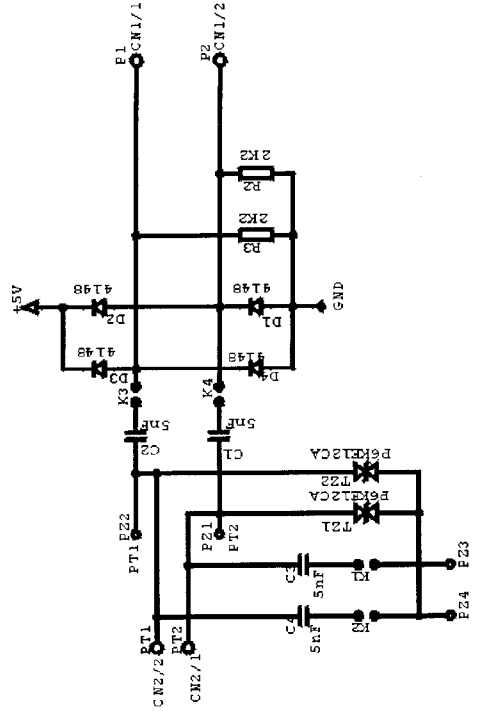 P1
CN1/1
P2
CN1/2
2K2
R2
2K2
R3
+5V
4148
D2
4148
D1
GND
4148
D3
4148
D4
K3
K4
5nF
C2
5nF
C1
P6KE12CA
TZ2
P6KE12CA
TZ1
PZ2
PT1
PZ1
PT2
C3
5nF
K1
PZ3
C4
5nF
K2
PZ4
PT1
CN2/2
PT2
CN2/1